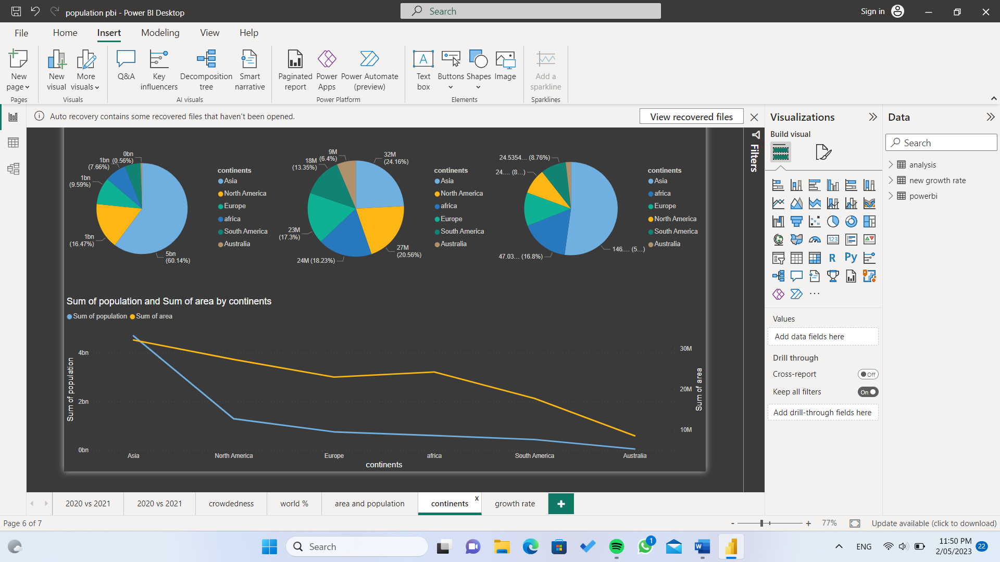 population pbi - Power BI Desktop
Search
Sign in
File
Home
Insert
Modeling
View
Help
New page
New visual
More visuals
Q&A
Key influencers
Decomposition tree
Smart narrative
Paginated report
Power Apps
Power Automate (preview)
Text box
Buttons
Shapes
Image
Add a sparkline
Pages
Visuals
AI visuals
Power Platform
Elements
Sparklines
Auto recovery contains some recovered files that haven't been opened.
View recovered files
Filters
0bn
(0.56%)
1bn
(7.66%)
1bn
(9.59%)
1bn
(16.47%)
5bn
(60.14%)
continents
Asia
North America
Europe
africa
South America
Australia
9M
(6.4%)
18M
(13.35%)
32M
(24.16%)
23M
(17.3%)
24M (18.23%)
27M
(20.56%)
continents
Asia
North America
africa
Europe
South America
Australia
24.5354... (8.76%)
24.... (8...)
47.03... (16.8%)
146.... (5...)
continents
Asia
africa
Europe
North America
South America
Australia
Sum of population and Sum of area by continents
Sum of population
Sum of area
4bn
2bn
0bn
Sum of population
30M
20M
10M
Sum of area
Asia
North America
Europe
africa
South America
Australia
continents
Visualizations
Build visual
123
R
Py
Values
Add data fields here
Drill through
Cross-report
Off
Keep all filters
On
Add drill-through fields here
Data
Search
analysis
new growth rate
powerbi
2020 vs 2021
2020 vs 2021
crowdedness
world %
area and population
continents
x
growth rate
Page 6 of 7
- + 77%
Update available (click to download)
Search
1
ENG
11:50 PM
2/05/2023
22